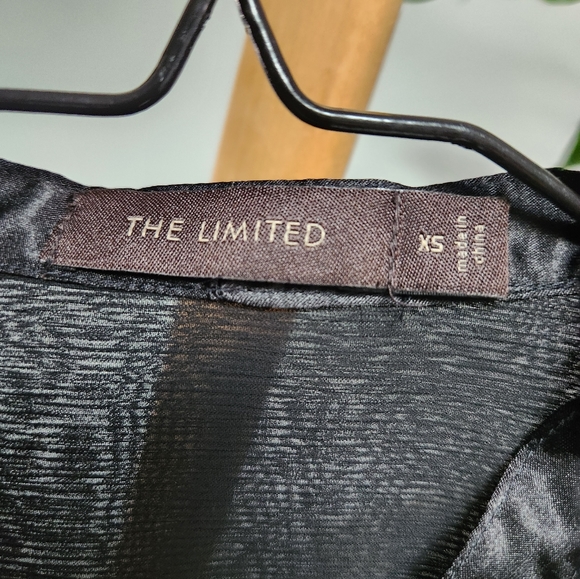 THE LIMITED
XS
made in
china